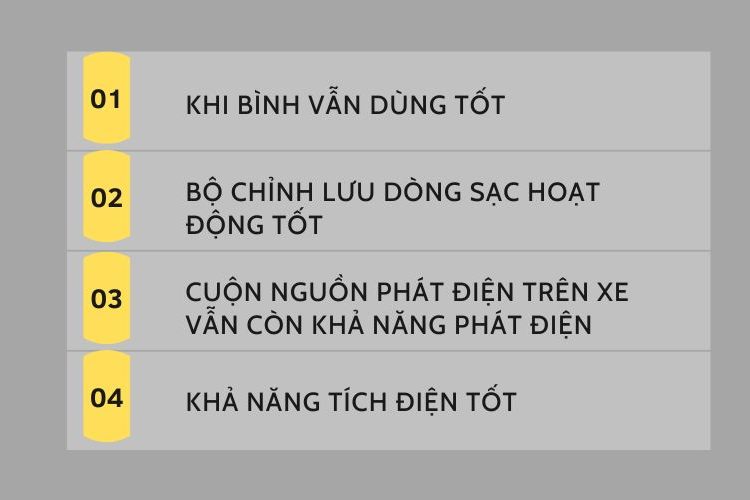 01
KHI BÌNH VẪN DÙNG TỐT
02
BỘ CHỈNH LƯU DÒNG SẠC HOẠT
ĐỘNG TỐT
03
CUỘN NGUỒN PHÁT ĐIỆN TRÊN XE
VẪN CÒN KHẢ NĂNG PHÁT ĐIỆN
04
KHẢ NĂNG TÍCH ĐIỆN TỐT